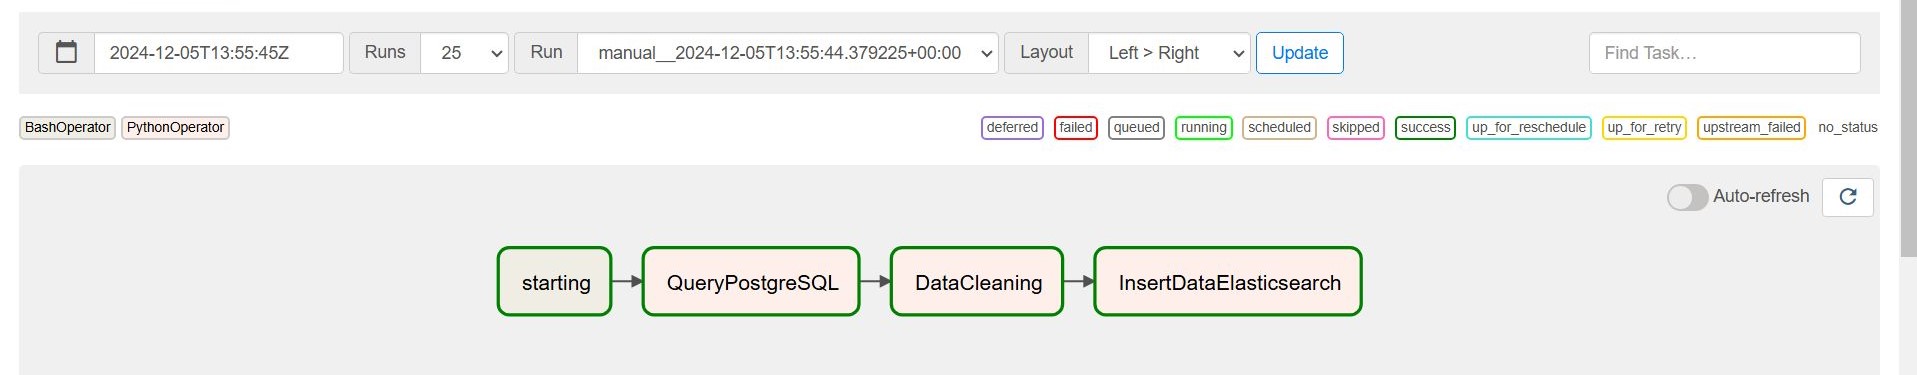 2024-12-05T13:55:45Z Runs 25 Run manual__2024-12-05T13:55:44.379225+00:00 Layout Left > Right Update Find Task…
BashOperator PythonOperator deferred failed queued running scheduled skipped success up_for_reschedule up_for_retry upstream_failed no_status
Auto-refresh
starting QueryPostgreSQL DataCleaning InsertDataElasticsearch